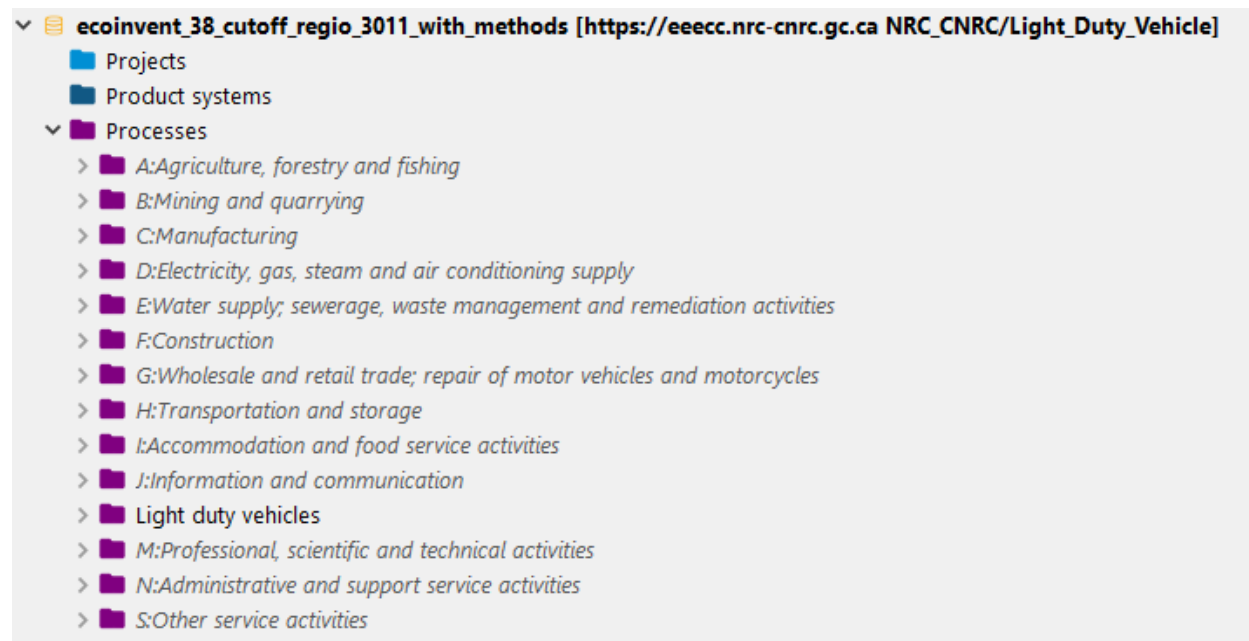 ecoinvent_38_cutoff_regio_3011_with_methods [https://eeecc.nrc-cnrc.gc.ca NRC_CNRC/Light_Duty_Vehicle]
Projects
Product systems
Processes
A:Agriculture, forestry and fishing
B:Mining and quarrying
C:Manufacturing
D:Electricity, gas, steam and air conditioning supply
E:Water supply; sewerage, waste management and remediation activities
F:Construction
G:Wholesale and retail trade; repair of motor vehicles and motorcycles
H:Transportation and storage
I:Accommodation and food service activities
J:Information and communication
Light duty vehicles
M:Professional, scientific and technical activities
N:Administrative and support service activities
S:Other service activities